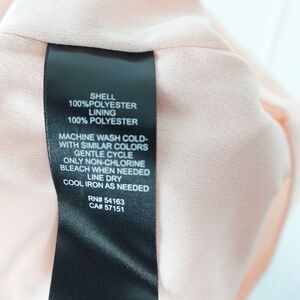 SHELL
100%POLYESTER
LINING
100% POLYESTER
MACHINE WASH COLD-
WITH SIMILAR COLORS
GENTLE CYCLE
ONLY NON-CHLORINE
BLEACH WHEN NEEDED
LINE DRY
COOL IRON AS NEEDED
RN# 54163
CA# 57151